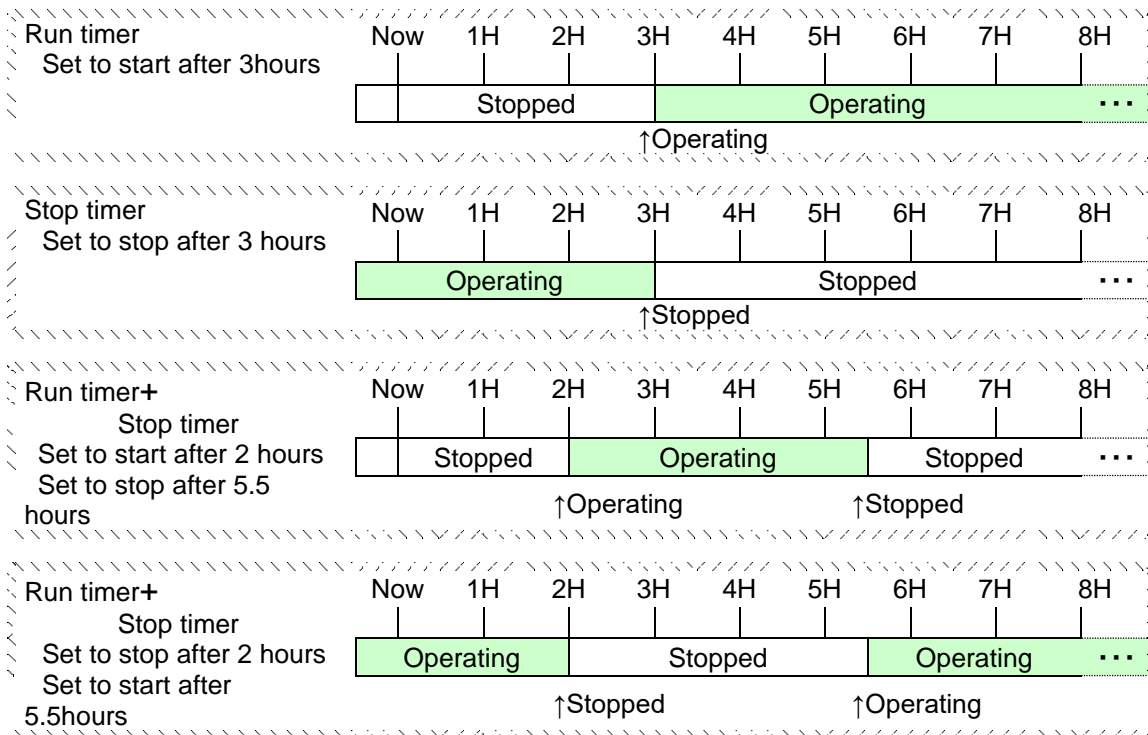 Run timer
Set to start after 3hours
Now 1H 2H 3H 4H 5H 6H 7H 8H
Stopped Operating ...
↑Operating
Stop timer
Set to stop after 3 hours
Now 1H 2H 3H 4H 5H 6H 7H 8H
Operating Stopped ...
↑Stopped
Run timer+
Stop timer
Set to start after 2 hours
Set to stop after 5.5
hours
Now 1H 2H 3H 4H 5H 6H 7H 8H
Stopped Operating Stopped ...
↑Operating ↑Stopped
Run timer+
Stop timer
Set to stop after 2 hours
Set to start after
5.5hours
Now 1H 2H 3H 4H 5H 6H 7H 8H
Operating Stopped Operating ...
↑Stopped ↑Operating